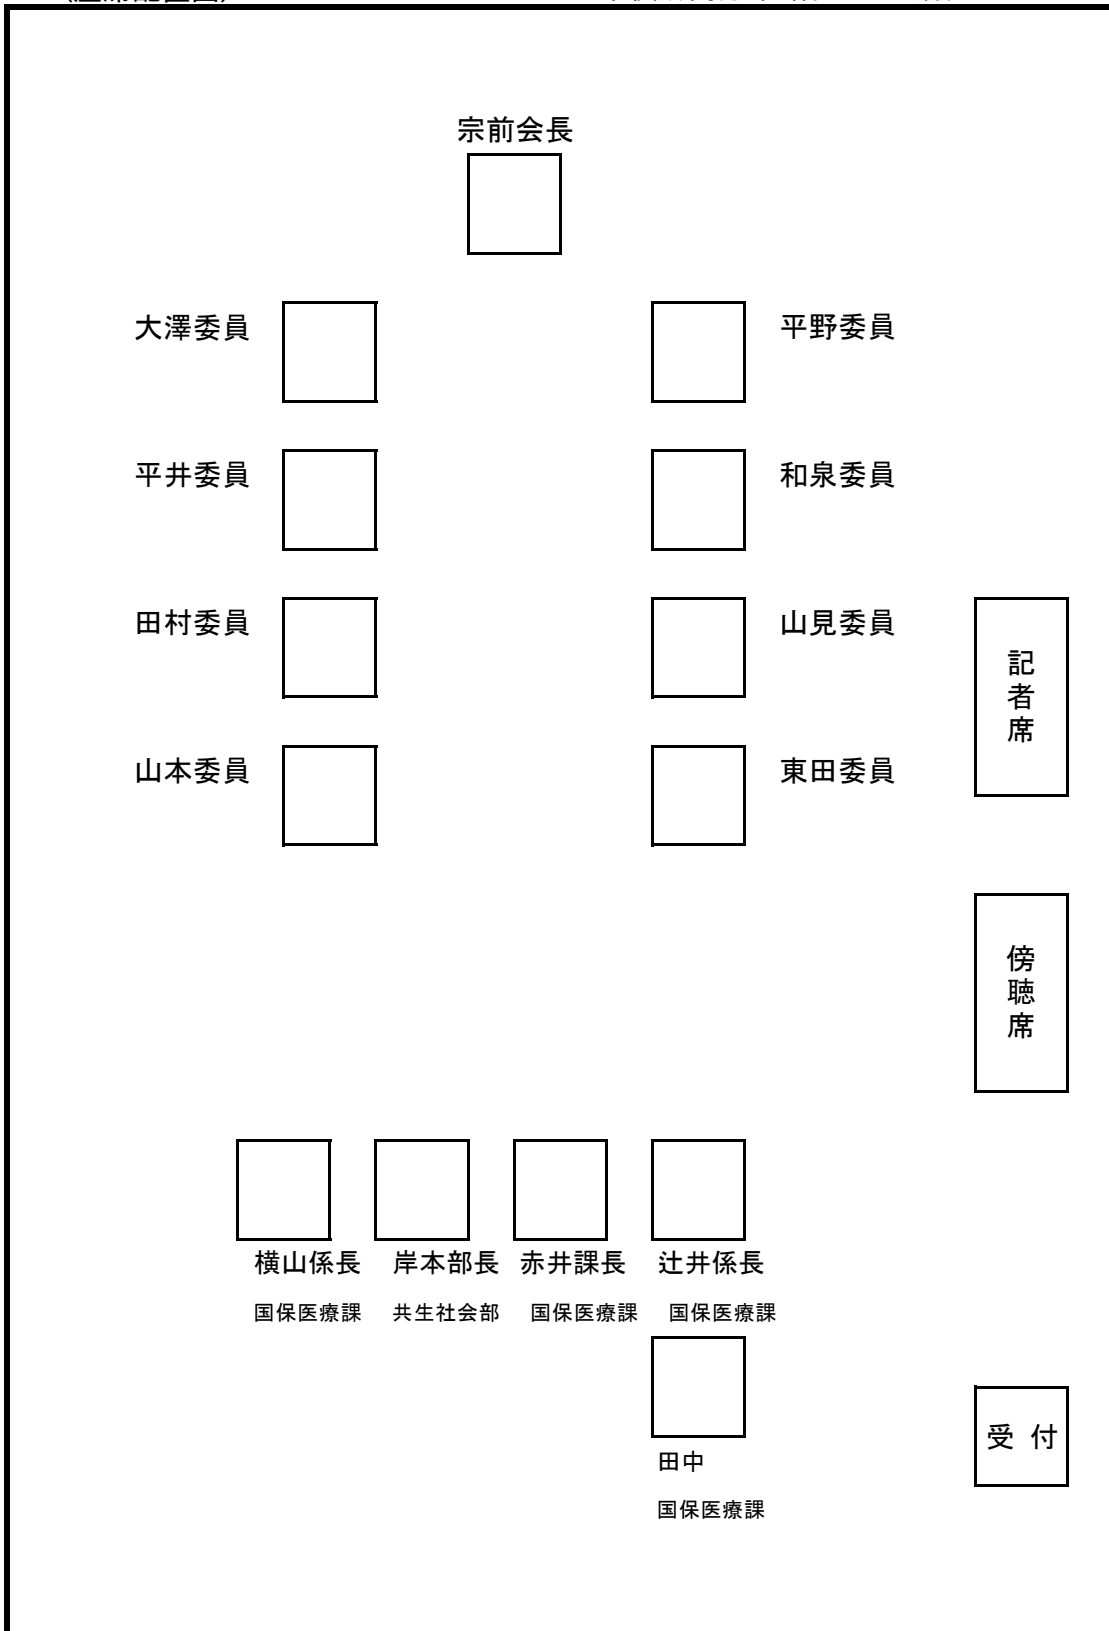 宗前会長
大澤委員
平野委員
平井委員
和泉委員
田村委員
山見委員
記者席
山本委員
東田委員
傍聴席
横山係長 岸本部長 赤井課長 辻井係長
国保医療課 共生社会部 国保医療課 国保医療課
受 付
田中
国保医療課